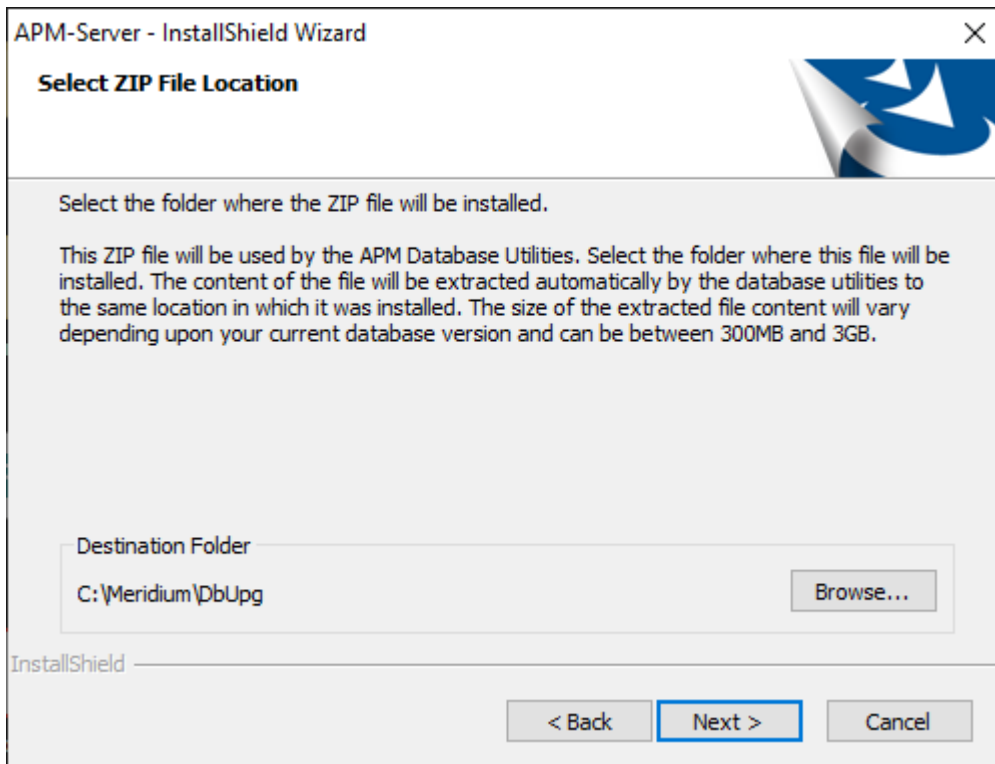 APM-Server - InstallShield Wizard
Select ZIP File Location
Select the folder where the ZIP file will be installed.
This ZIP file will be used by the APM Database Utilities. Select the folder where this file will be
installed. The content of the file will be extracted automatically by the database utilities to
the same location in which it was installed. The size of the extracted file content will vary
depending upon your current database version and can be between 300MB and 3GB.
Destination Folder
C:\Meridium\DbUpg
Browse...
InstallShield
< Back
Next >
Cancel